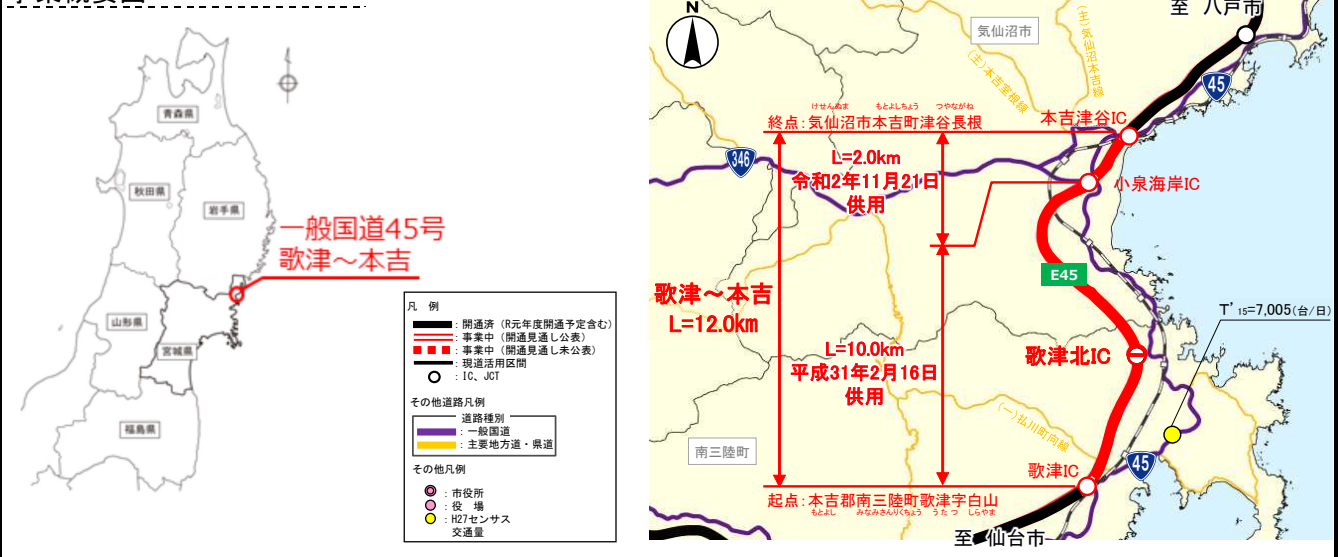 事業概要図
青森県
秋田県
岩手県
山形県
宮城県
福島県
一般国道45号
歌津～本吉
凡 例
：開通済（R元年度開通予定含む）
：事業中（開通見通し公表）
：事業中（開通見通し未公表）
：現道活用区間
：IC、JCT
その他道路凡例
道路種別
：一般国道
：主要地方道・県道
その他凡例
：市役所
：役 場
：H27センサス
交通量
N
気仙沼市
(主)気仙沼本吉線
(主)本吉室根線
至 八戸市
45
けせんぬま もとよしちょう つやながね
終点：気仙沼市本吉町津谷長根
本吉津谷IC
346
L=2.0km
令和2年11月21日
供用
小泉海岸IC
E45
歌津～本吉
L=12.0km
T'15=7,005(台/日)
L=10.0km
平成31年2月16日
供用
歌津北IC
(一)払川町向線
南三陸町
歌津IC
45
起点：本吉郡南三陸町歌津字白山
もとよし みなみさんりくちょう うたつ しらやま
至 仙台市